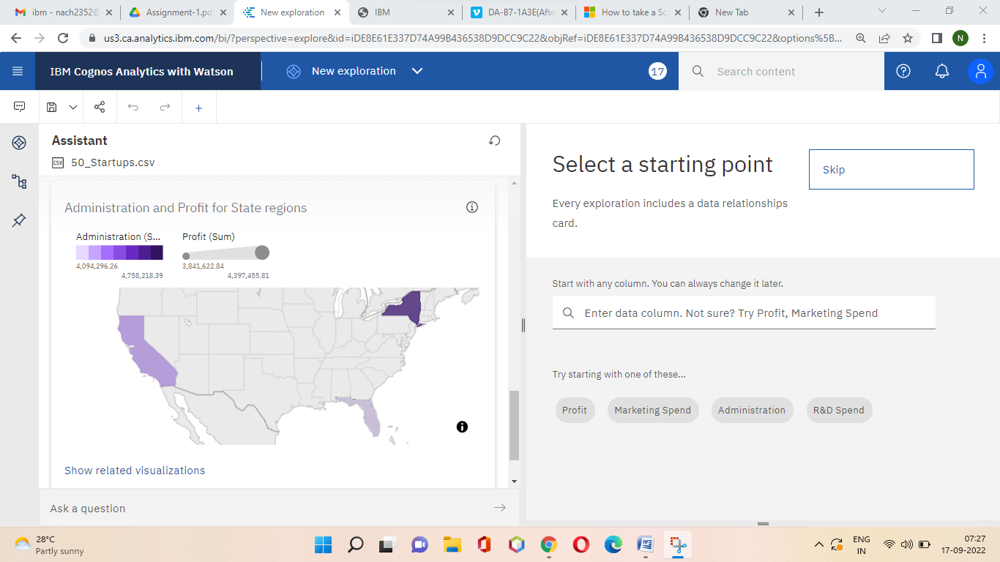 ibm - nach2352@
Assignment-1.pd
New exploration
IBM
DA-B7-1A3E(Afte
How to take a Sc
New Tab
us3.ca.analytics.ibm.com/bi/?perspective=explore&id=iDE8E61E337D74A99B436538D9DCC9C22&objRef=iDE8E61E337D74A99B436538D9DCC9C22&options%5B...
N
IBM Cognos Analytics with Watson
New exploration
17
Search content
Assistant
CSV 50_Startups.csv
Administration and Profit for State regions
Administration (S...
4,094,296.26
4,758,218.39
Profit (Sum)
3,841,622.84
4,397,455.81
Show related visualizations
Ask a question
Select a starting point
Skip
Every exploration includes a data relationships
card.
Start with any column. You can always change it later.
Enter data column. Not sure? Try Profit, Marketing Spend
Try starting with one of these...
Profit
Marketing Spend
Administration
R&D Spend
28°C
Partly sunny
ENG
IN
07:27
17-09-2022